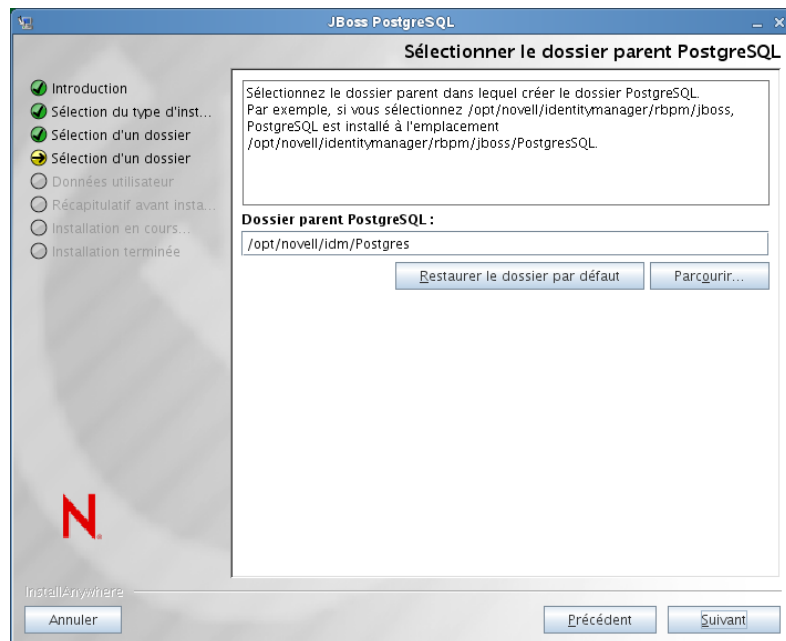 JBoss PostgreSQL
Sélectionner le dossier parent PostgreSQL
Introduction
Sélection du type d'inst...
Sélection d'un dossier
Sélection d'un dossier
Données utilisateur
Récapitulatif avant insta...
Installation en cours...
Installation terminée
Sélectionnez le dossier parent dans lequel créer le dossier PostgreSQL.
Par exemple, si vous sélectionnez /opt/novell/identitymanager/rbpm/jboss,
PostgreSQL est installé à l'emplacement
/opt/novell/identitymanager/rbpm/jboss/PostgresSQL.
Dossier parent PostgreSQL :
/opt/novell/idm/Postgres
Restaurer le dossier par défaut
Parcourir...
N.
InstallAnywhere
Annuler
Précédent
Suivant